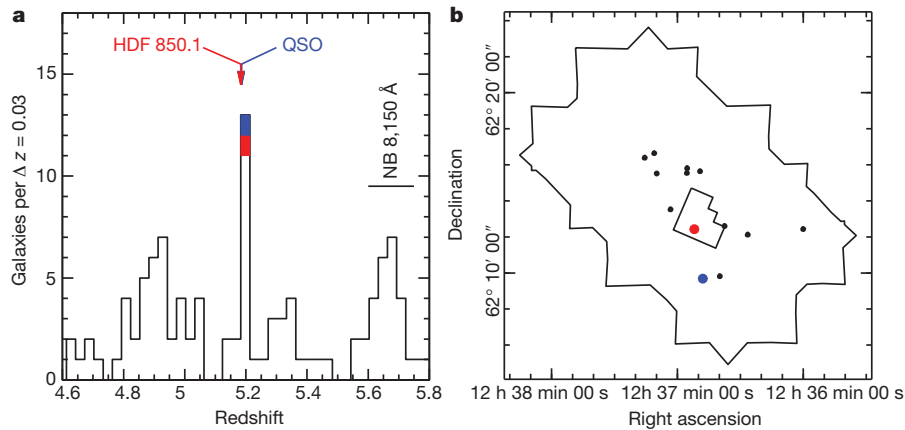 a
HDF 850.1
QSO
NB 8,150 Å
Galaxies per Δ z = 0.03
15
10
5
0
4.6
4.8
5
5.2
5.4
5.6
5.8
Redshift
b
Declination
62° 20′ 00″
62° 10′ 00″
12 h 38 min 00 s
12h 37 min 00 s
12 h 36 min 00 s
Right ascension